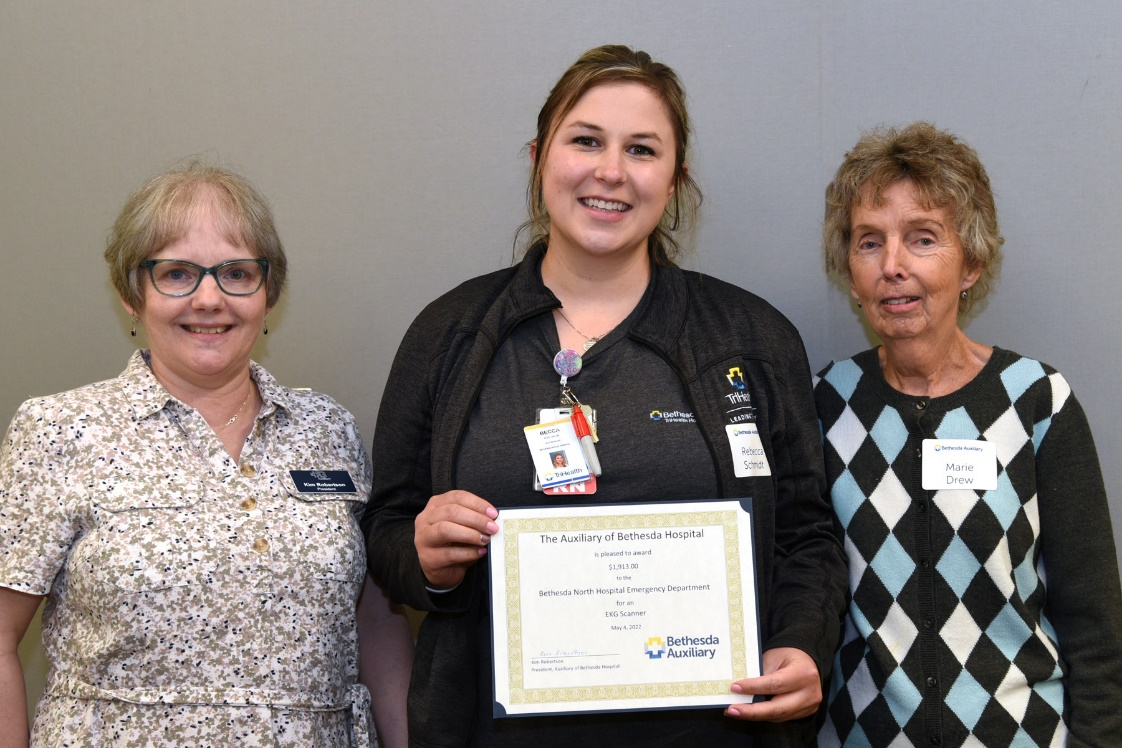 Kim Robertson
President
BECCA
TriHealth
RN
Bethesda
TriHealth
TriHealth
LEADING
Rebecca
Schmidt
Bethesda Auxiliary
Marie
Drew
The Auxiliary of Bethesda Hospital
is pleased to award
$1,913.00
to the
Bethesda North Hospital Emergency Department
for an
EKG Scanner
May 4, 2022
Kim Robertson
President, Auxiliary of Bethesda Hospital
Bethesda
Auxiliary